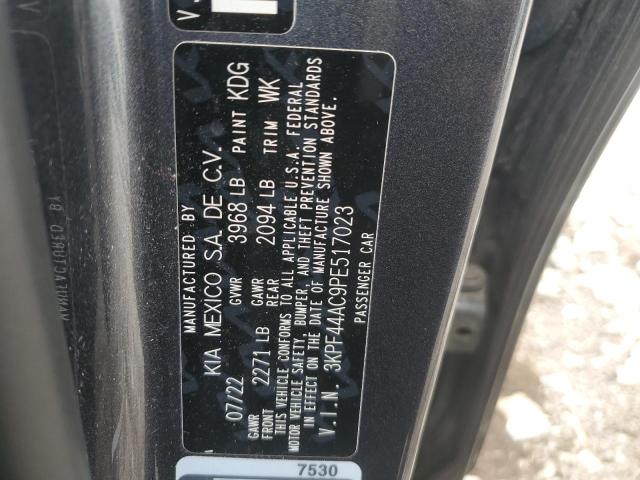 MANUFACTURED BY
KIA MEXICO S.A. DE C.V.
07/22 GVWR 3968 LB PAINT KDG
GAWR FRONT 2271 LB GAWR REAR 2094 LB TRIM WK
THIS VEHICLE CONFORMS TO ALL APPLICABLE U.S.A. FEDERAL
MOTOR VEHICLE SAFETY, BUMPER, AND THEFT PREVENTION STANDARDS
IN EFFECT ON THE DATE OF MANUFACTURE SHOWN ABOVE.
V.I.N. 3KPF44AC9PE517023
PASSENGER CAR
7530